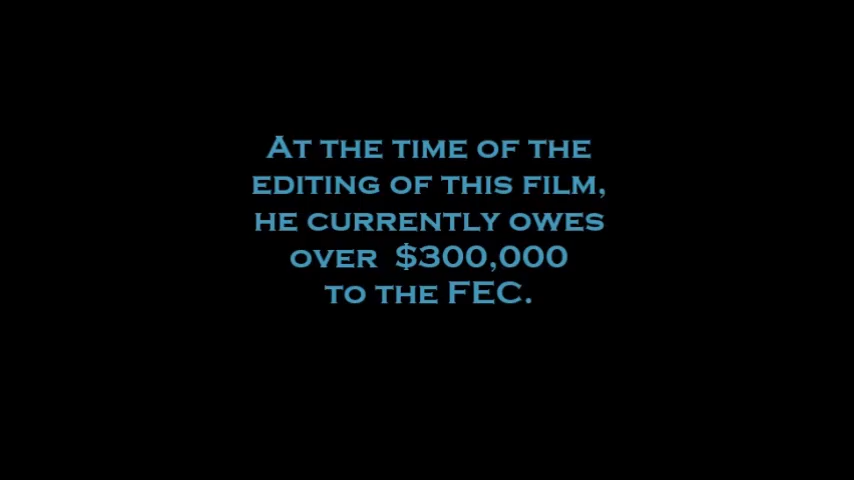 At the time of the
editing of this film,
he currently owes
over $300,000
to the FEC.